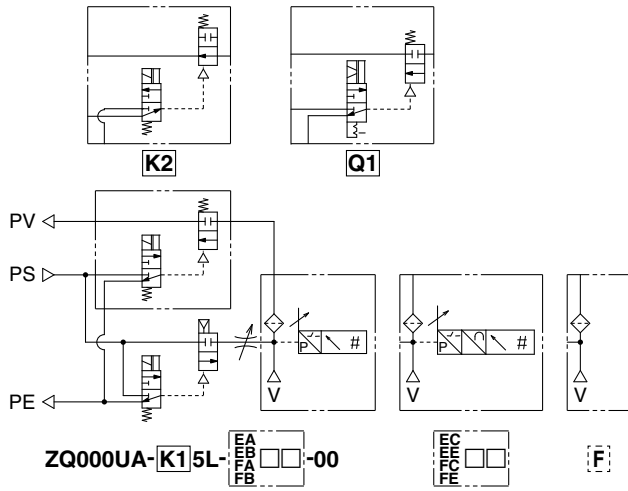 K2
Q1
PV
PS
PE
P
#
V
P
#
V
V
ZQ000UA-K15L-
EA
EB
FA
FB
□□-00
EC
EE
FC
FE
□□
F